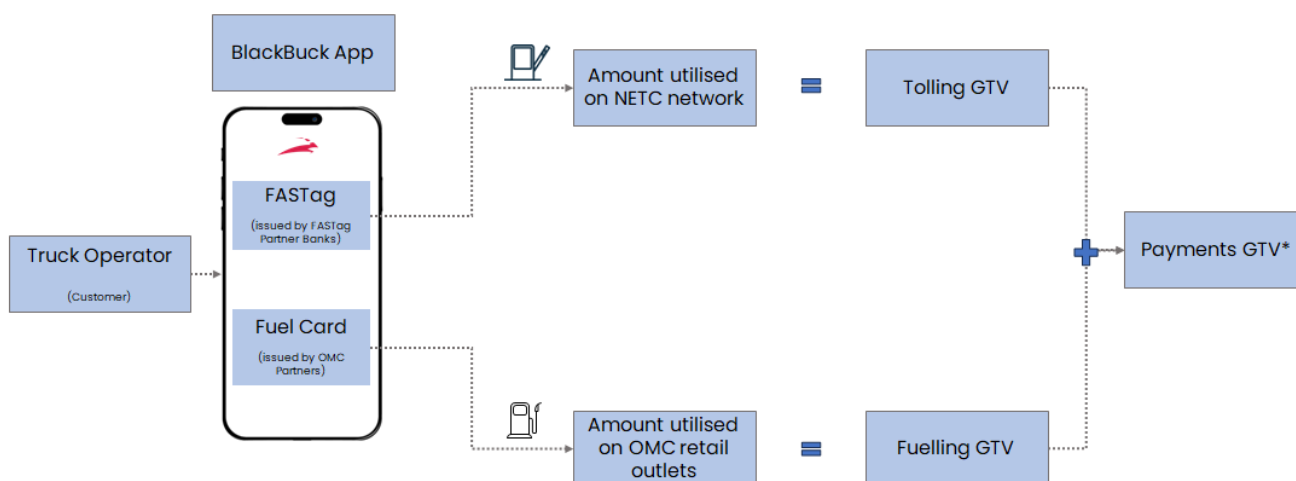 BlackBuck App
FASTag
(issued by FASTag
Partner Banks)
Truck Operator
(Customer)
Fuel Card
(issued by OMC
Partners)
Amount utilised
on NETC network
=
Tolling GTV
Amount utilised
on OMC retail
outlets
=
Fuelling GTV
+
Payments GTV*